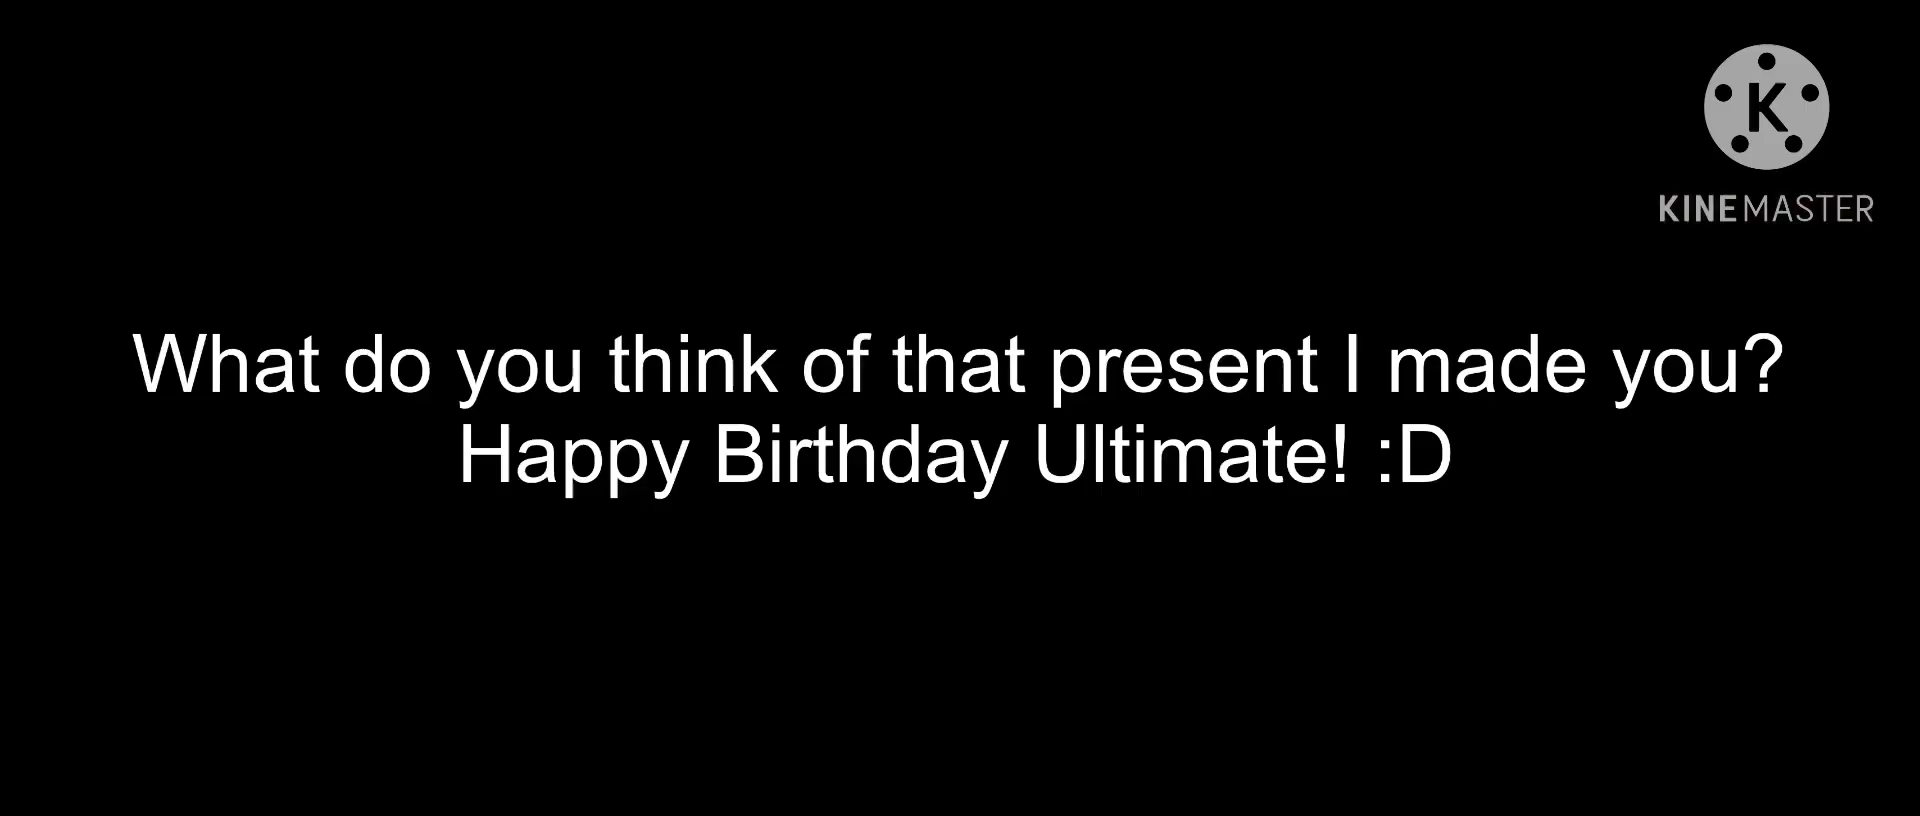 K
KINEMASTER
What do you think of that present I made you?
Happy Birthday Ultimate! :D